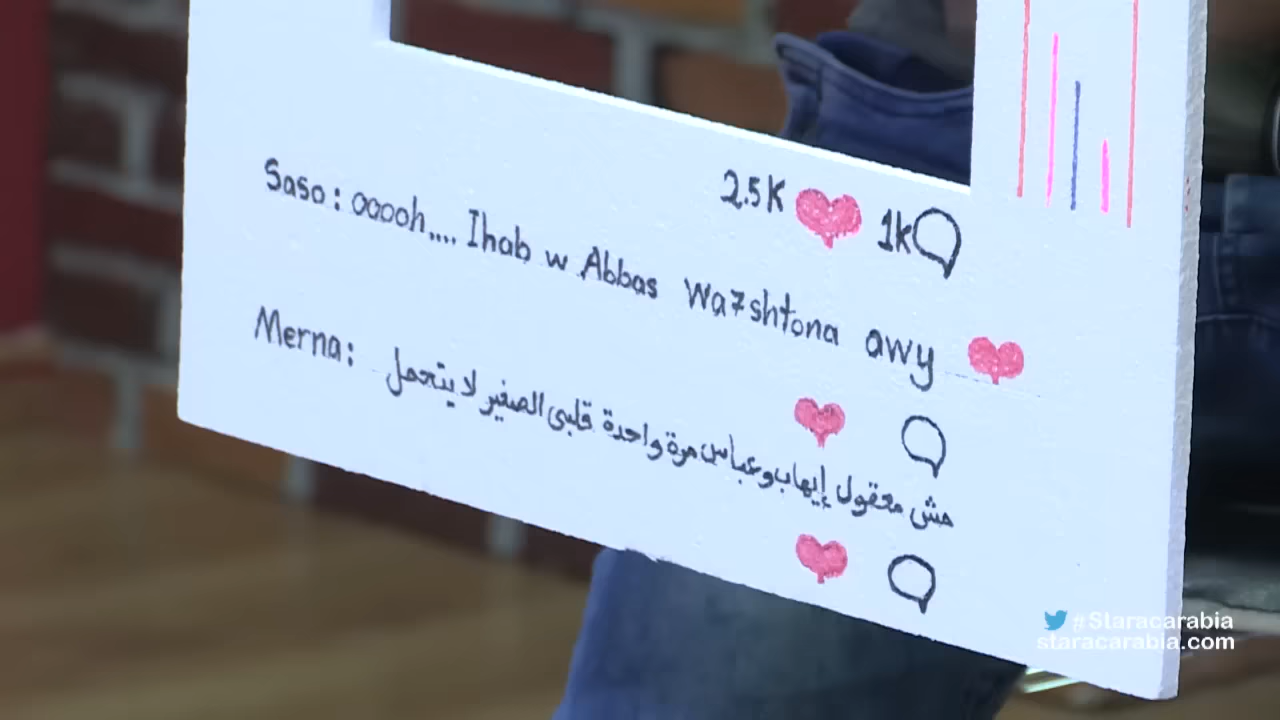 2.5K 1k
Saso: ooooh.... Ihab w Abbas Wa7shtona awy
Merna: مش معقول إيهاب وعباس مرة واحدة قلبى الصغير لا يتحمل
#Staracarabia
staracarabia.com